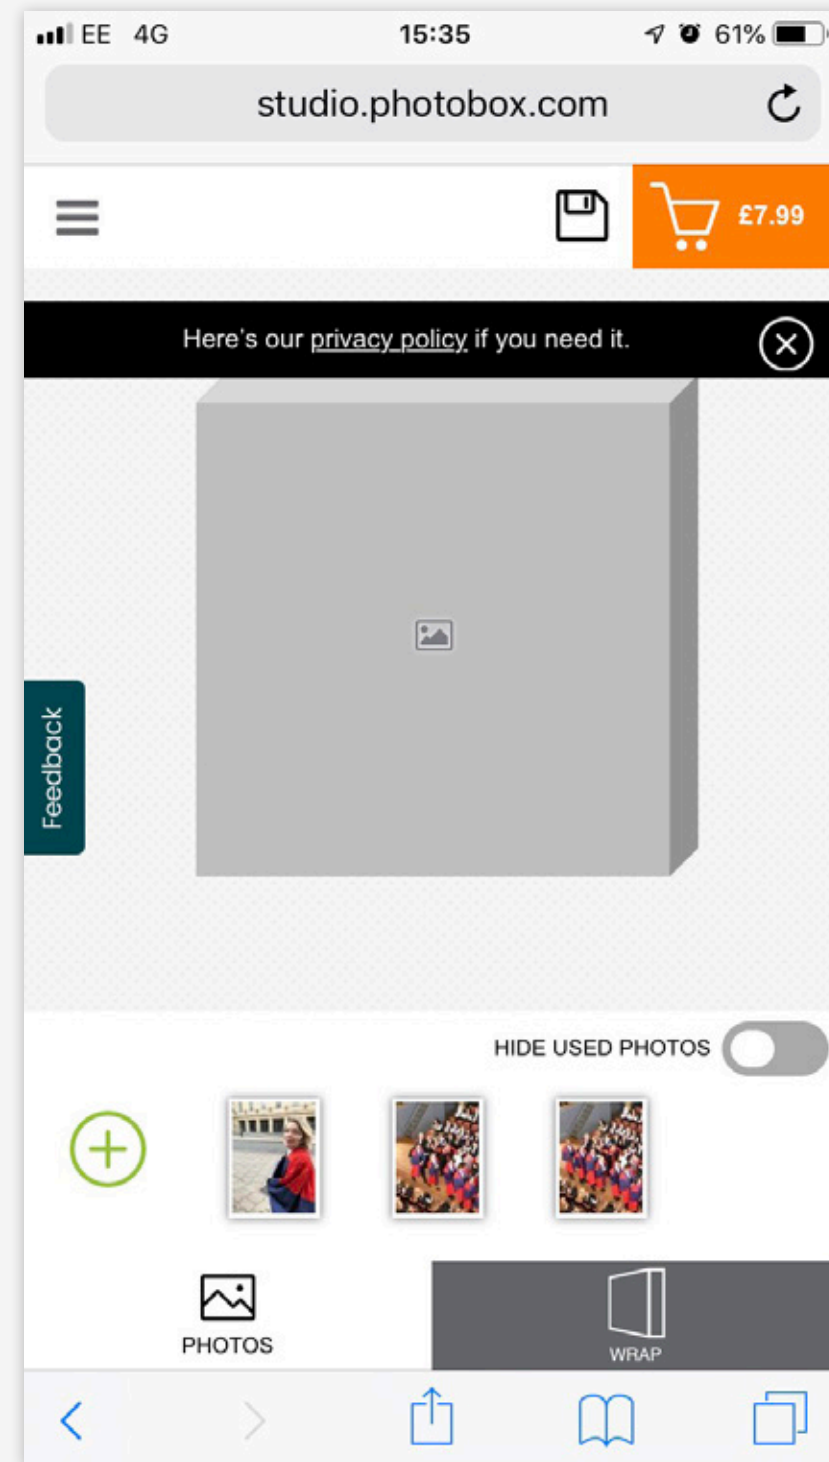 EE 4G 15:35 61%
studio.photobox.com
£7.99
Here's our privacy policy if you need it.
Feedback
HIDE USED PHOTOS
PHOTOS
WRAP